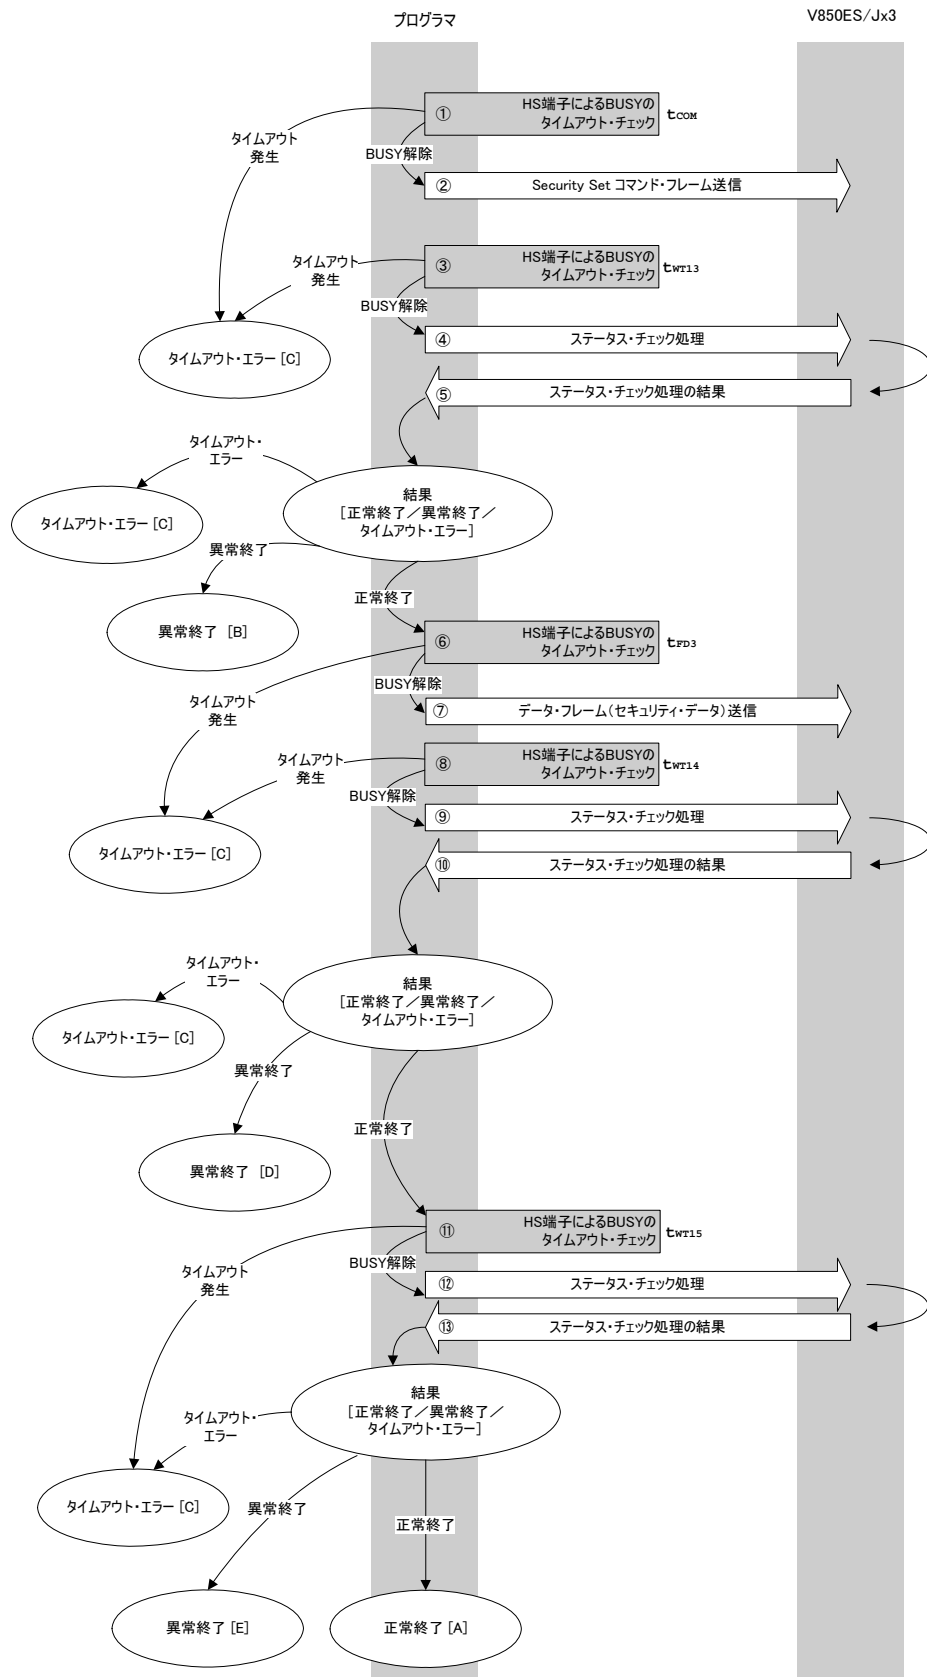 プログラマ
V850ES/Jx3
①
HS端子によるBUSYの
タイムアウト・チェック
tCOM
タイムアウト
発生
BUSY解除
②
Security Set コマンド・フレーム送信
③
HS端子によるBUSYの
タイムアウト・チェック
tWT13
タイムアウト
発生
BUSY解除
④
ステータス・チェック処理
タイムアウト・エラー [C]
⑤
ステータス・チェック処理の結果
タイムアウト・
エラー
結果
[正常終了／異常終了／
タイムアウト・エラー]
タイムアウト・エラー [C]
異常終了
正常終了
異常終了 [B]
⑥
HS端子によるBUSYの
タイムアウト・チェック
tFD3
BUSY解除
タイムアウト
発生
⑦
データ・フレーム（セキュリティ・データ）送信
⑧
HS端子によるBUSYの
タイムアウト・チェック
tWT14
タイムアウト
発生
BUSY解除
⑨
ステータス・チェック処理
タイムアウト・エラー [C]
⑩
ステータス・チェック処理の結果
タイムアウト・
エラー
結果
[正常終了／異常終了／
タイムアウト・エラー]
タイムアウト・エラー [C]
異常終了
正常終了
異常終了 [D]
⑪
HS端子によるBUSYの
タイムアウト・チェック
tWT15
BUSY解除
タイムアウト
発生
⑫
ステータス・チェック処理
⑬
ステータス・チェック処理の結果
結果
[正常終了／異常終了／
タイムアウト・エラー]
タイムアウト・
エラー
タイムアウト・エラー [C]
異常終了
正常終了
異常終了 [E]
正常終了 [A]